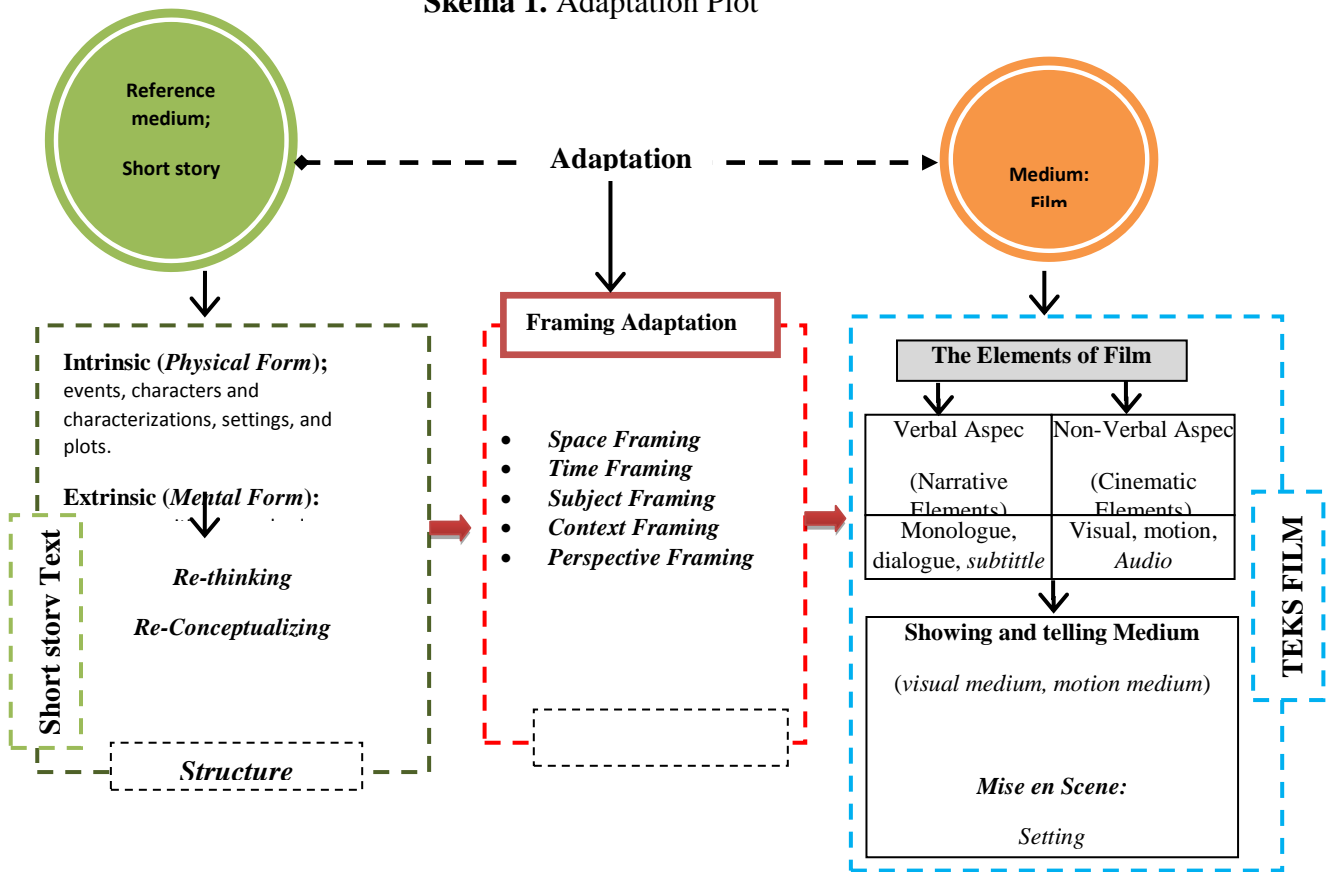 Skema 1. Adaptation Plot
Reference
medium;
Short story
Adaptation
Medium:
Film
Intrinsic (Physical Form);
events, characters and
characterizations, settings, and
plots.
Extrinsic (Mental Form):
Re-thinking
Re-Conceptualizing
Short story Text
Structure
Framing Adaptation
• Space Framing
• Time Framing
• Subject Framing
• Context Framing
• Perspective Framing
The Elements of Film
Verbal Aspec
(Narrative
Elements)
Non-Verbal Aspec
(Cinematic
Elements)
Monologue,
dialogue, subtittle
Visual, motion,
Audio
Showing and telling Medium
(visual medium, motion medium)
Mise en Scene:
Setting
TEKS FILM